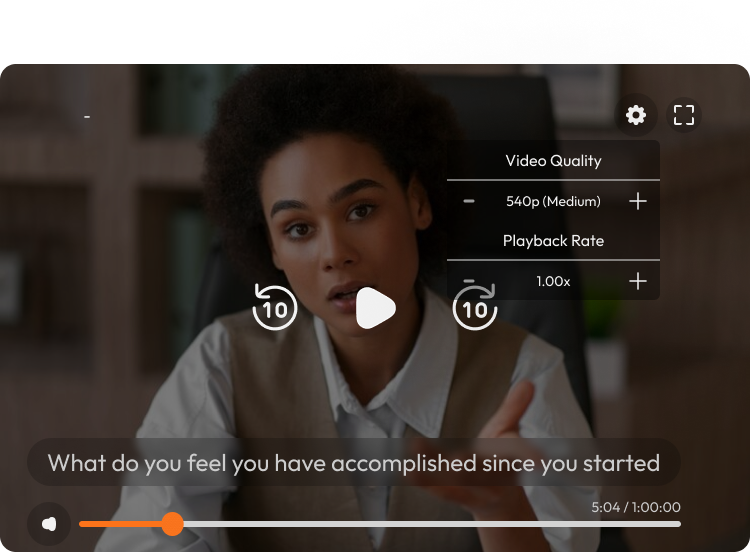 -
Video Quality
- 540p (Medium) +
Playback Rate
- 1.00x +
10
10
What do you feel you have accomplished since you started
5:04 / 1:00:00